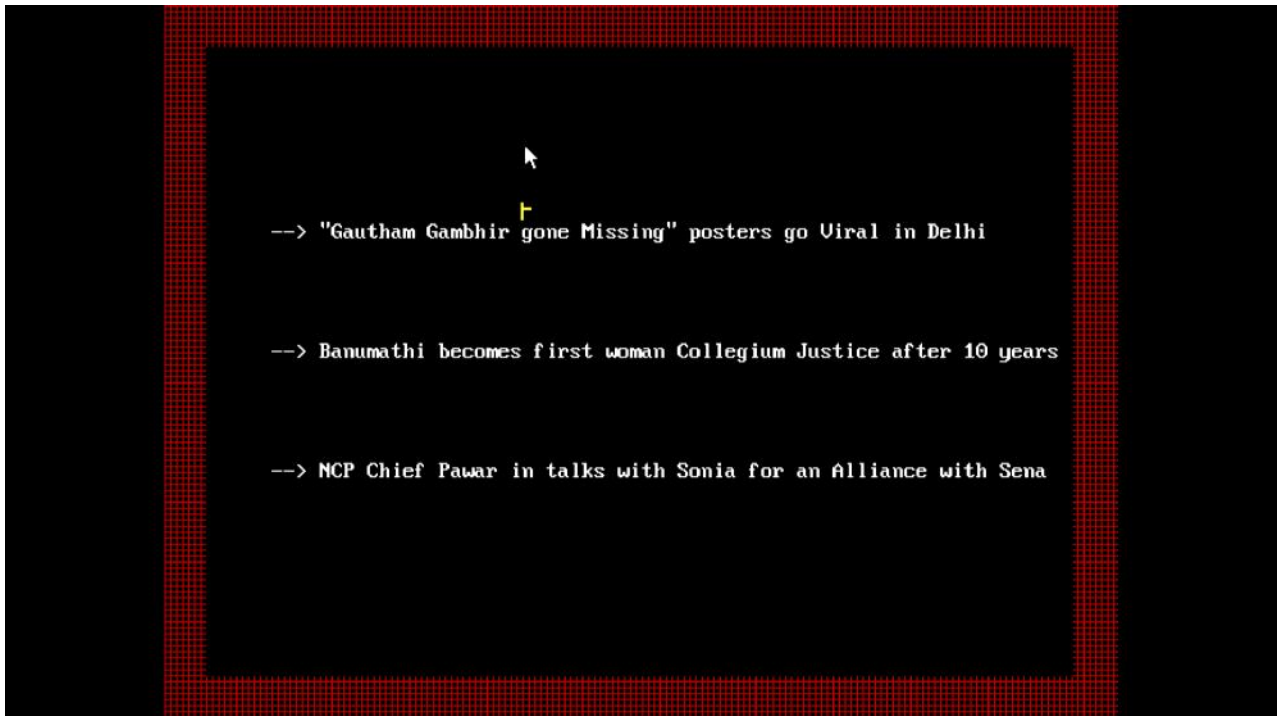 --> "Gautham Gambhir gone Missing" posters go Viral in Delhi
--> Banumathi becomes first woman Collegium Justice after 10 years
--> NCP Chief Pawar in talks with Sonia for an Alliance with Sena